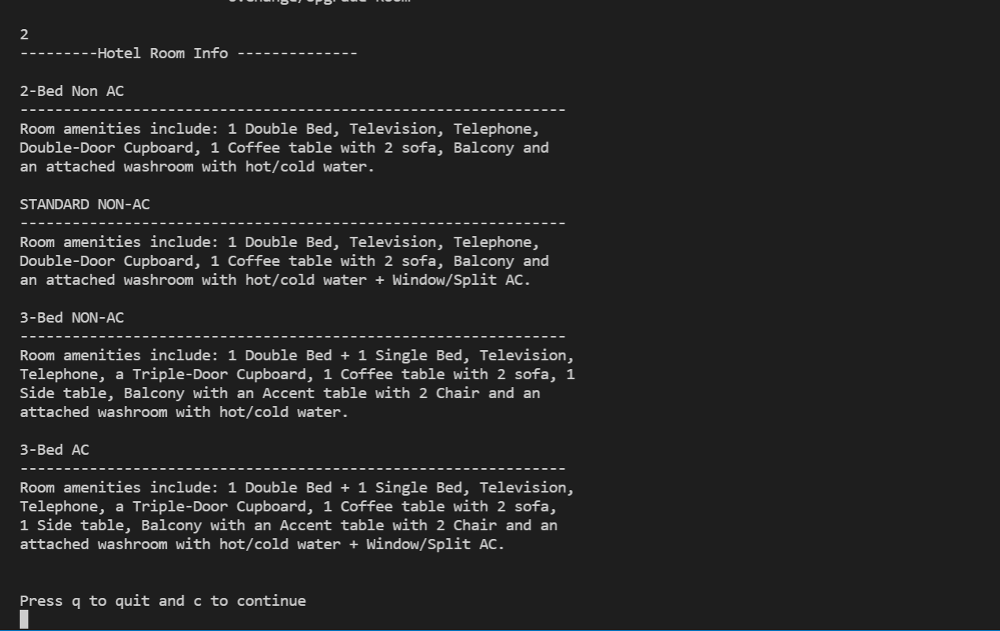 2
---------Hotel Room Info --------------
2-Bed Non AC
---------------------------------------------------------------
Room amenities include: 1 Double Bed, Television, Telephone,
Double-Door Cupboard, 1 Coffee table with 2 sofa, Balcony and
an attached washroom with hot/cold water.
STANDARD NON-AC
---------------------------------------------------------------
Room amenities include: 1 Double Bed, Television, Telephone,
Double-Door Cupboard, 1 Coffee table with 2 sofa, Balcony and
an attached washroom with hot/cold water + Window/Split AC.
3-Bed NON-AC
---------------------------------------------------------------
Room amenities include: 1 Double Bed + 1 Single Bed, Television,
Telephone, a Triple-Door Cupboard, 1 Coffee table with 2 sofa, 1
Side table, Balcony with an Accent table with 2 Chair and an
attached washroom with hot/cold water.
3-Bed AC
---------------------------------------------------------------
Room amenities include: 1 Double Bed + 1 Single Bed, Television,
Telephone, a Triple-Door Cupboard, 1 Coffee table with 2 sofa,
1 Side table, Balcony with an Accent table with 2 Chair and an
attached washroom with hot/cold water + Window/Split AC.
Press q to quit and c to continue